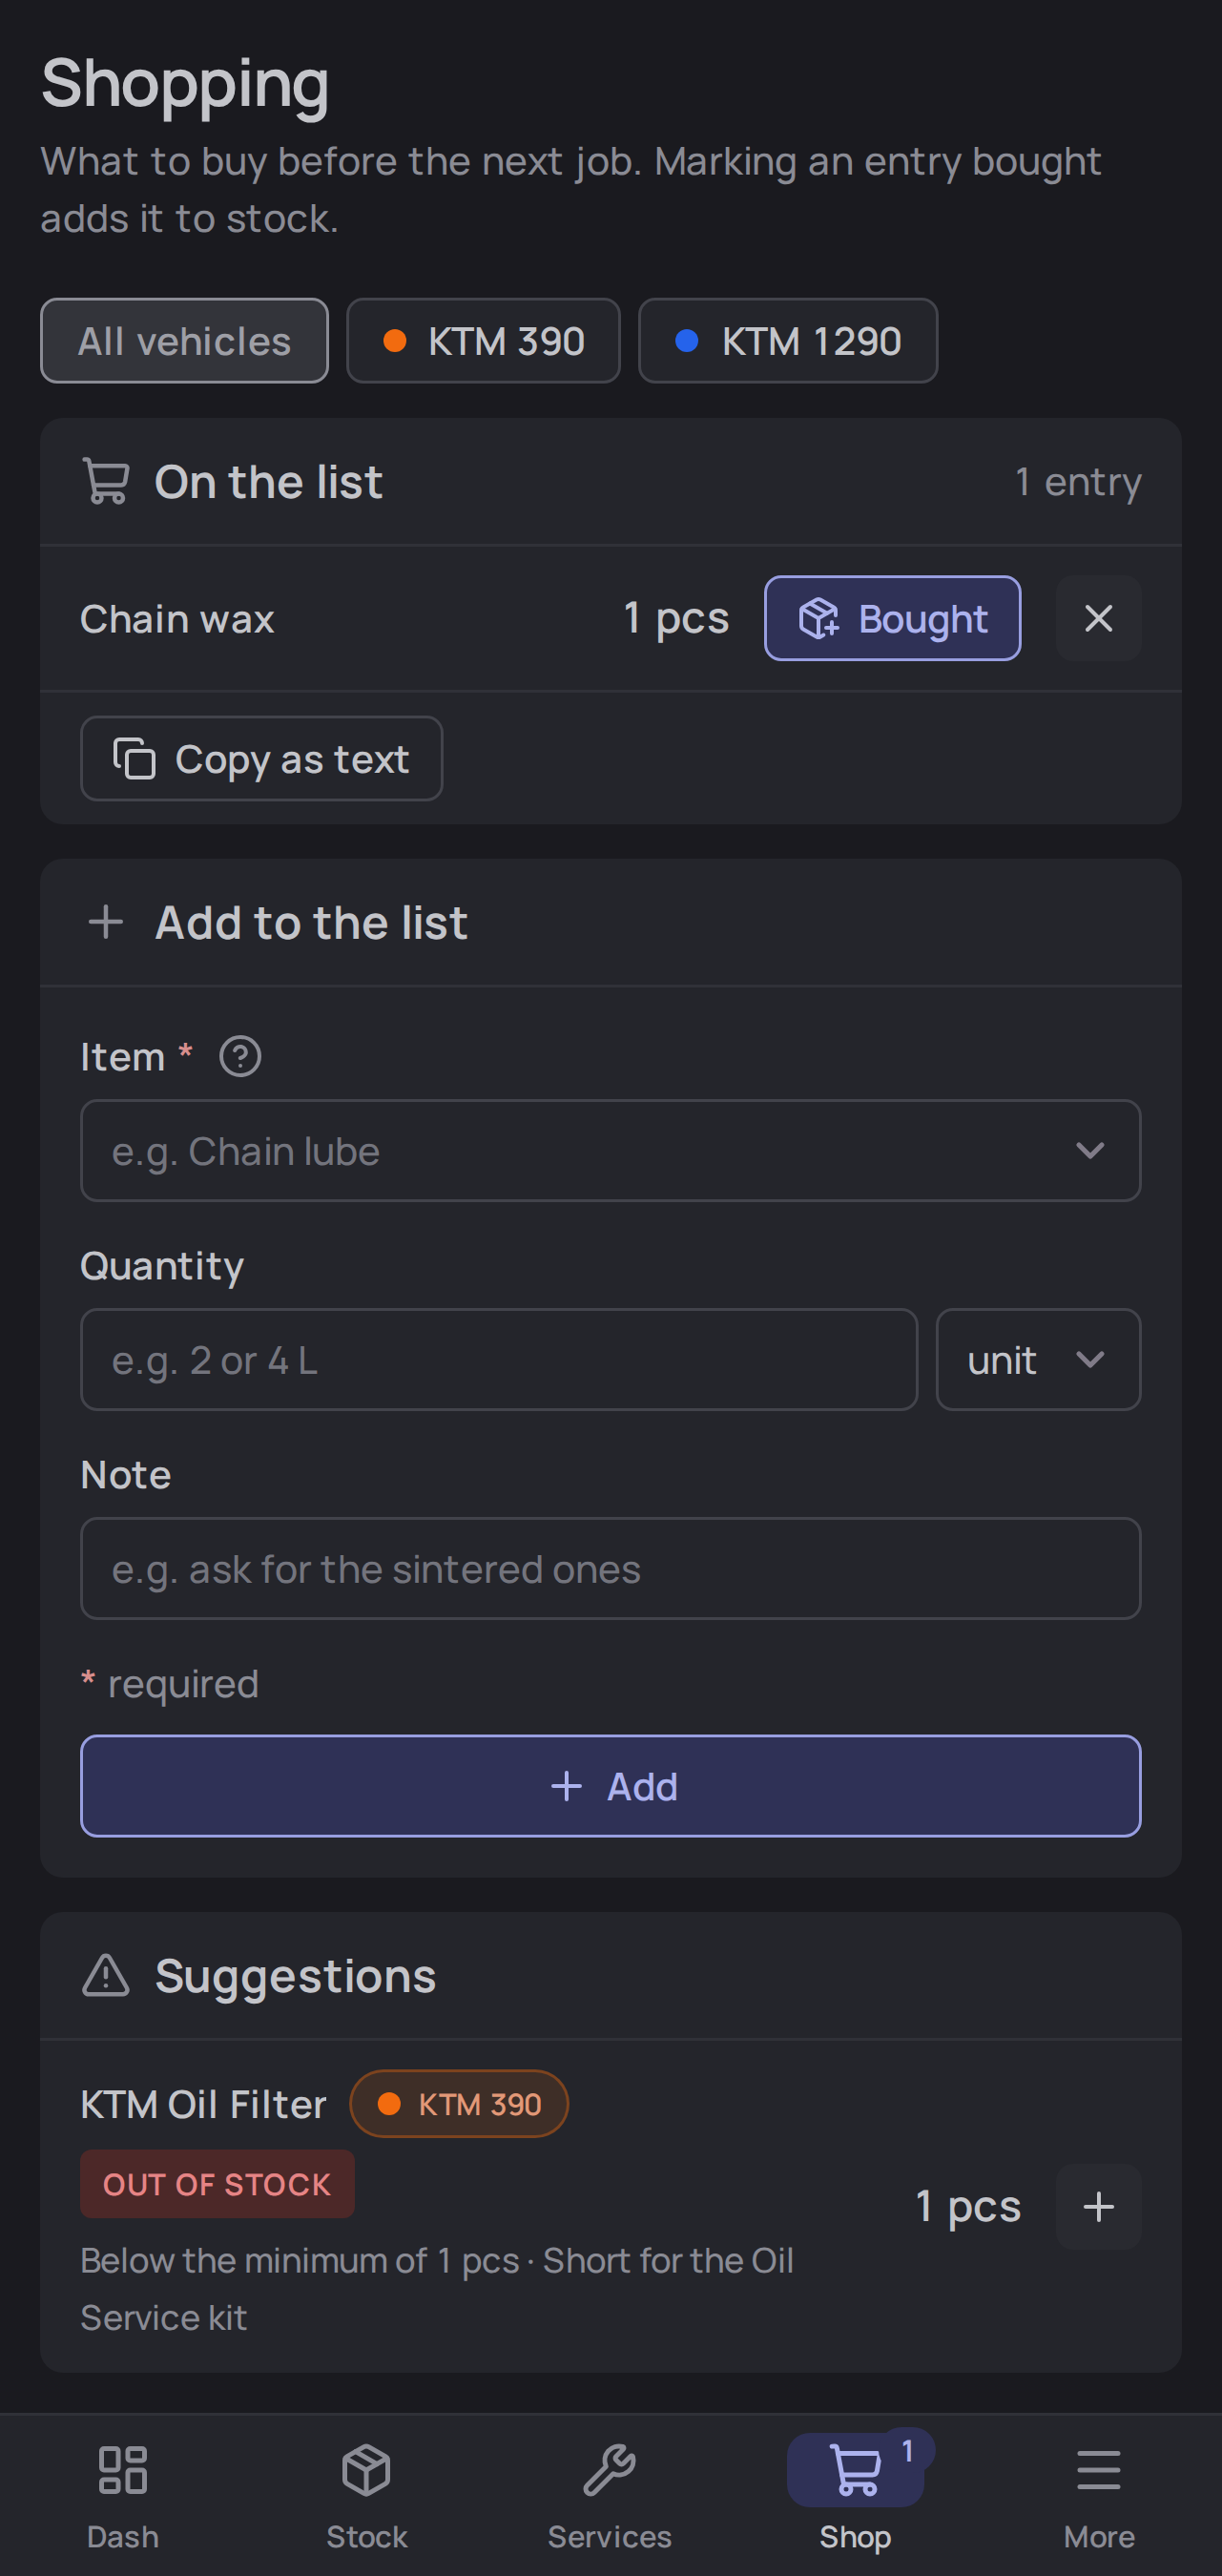 Shopping
What to buy before the next job. Marking an entry bought
adds it to stock.
All vehicles KTM 390 KTM 1290
On the list 1 entry
Chain wax 1 pcs Bought
Copy as text
Add to the list
Item *
e.g. Chain lube
Quantity
e.g. 2 or 4 L unit
Note
e.g. ask for the sintered ones
* required
Add
Suggestions
KTM Oil Filter KTM 390
OUT OF STOCK
1 pcs
Below the minimum of 1 pcs · Short for the Oil
Service kit
1
Dash Stock Services Shop More